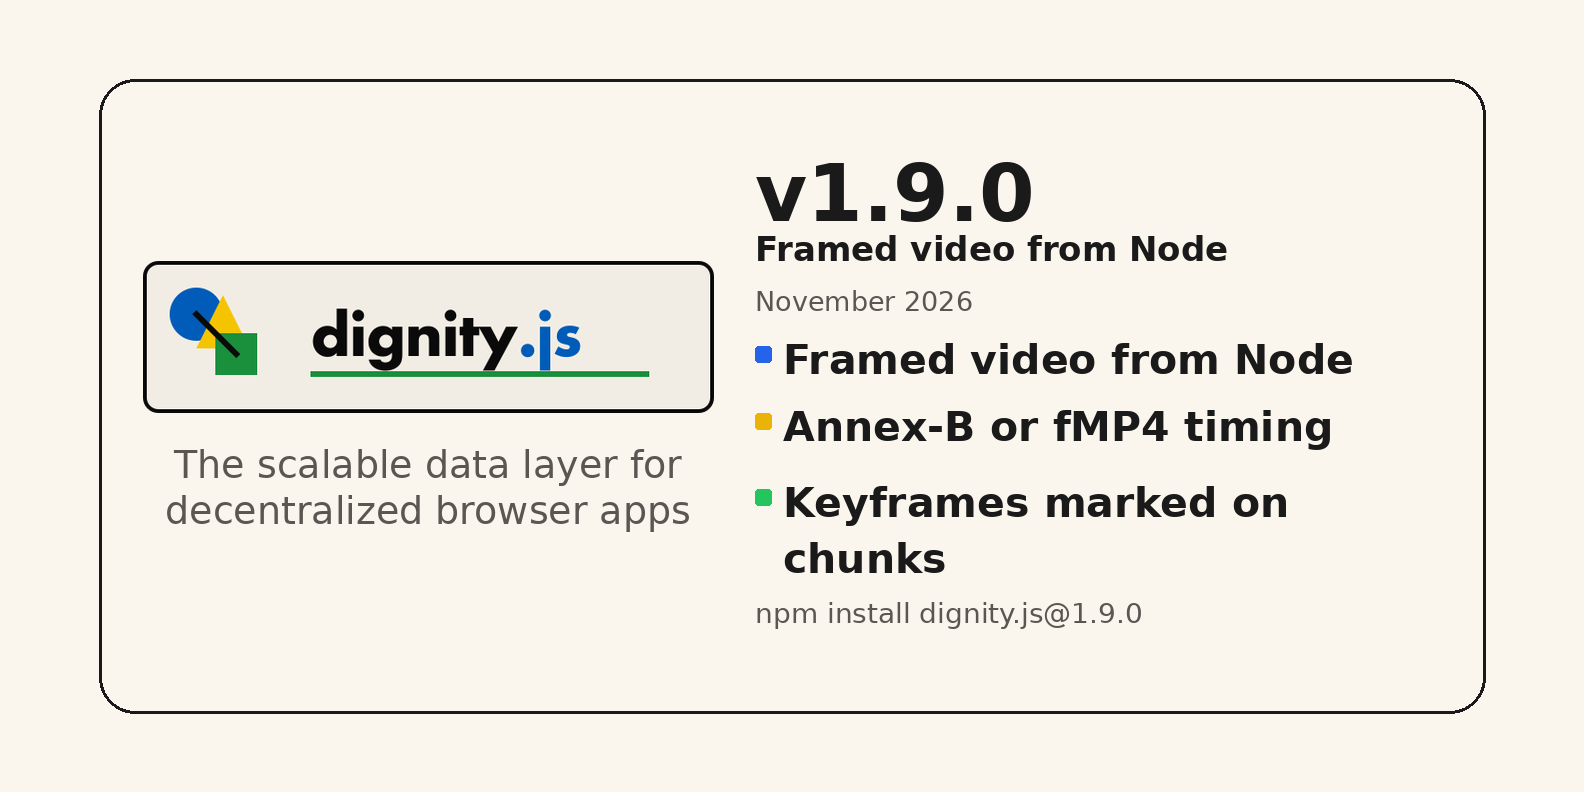 dignity.js
The scalable data layer for
decentralized browser apps
v1.9.0
Framed video from Node
November 2026
Framed video from Node
Annex-B or fMP4 timing
Keyframes marked on
chunks
npm install dignity.js@1.9.0